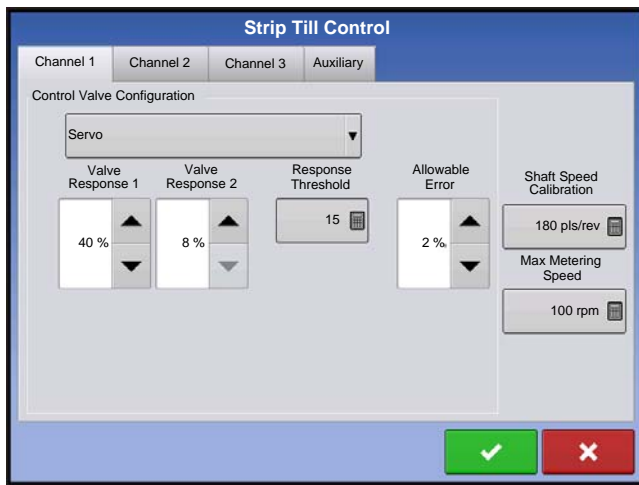 Strip Till Control
Channel 1
Channel 2
Channel 3
Auxiliary
Control Valve Configuration
Servo
Valve
Response 1
Valve
Response 2
Response
Threshold
Allowable
Error
40 %
8 %
15
2 %
Shaft Speed
Calibration
180 pls/rev
Max Metering
Speed
100 rpm